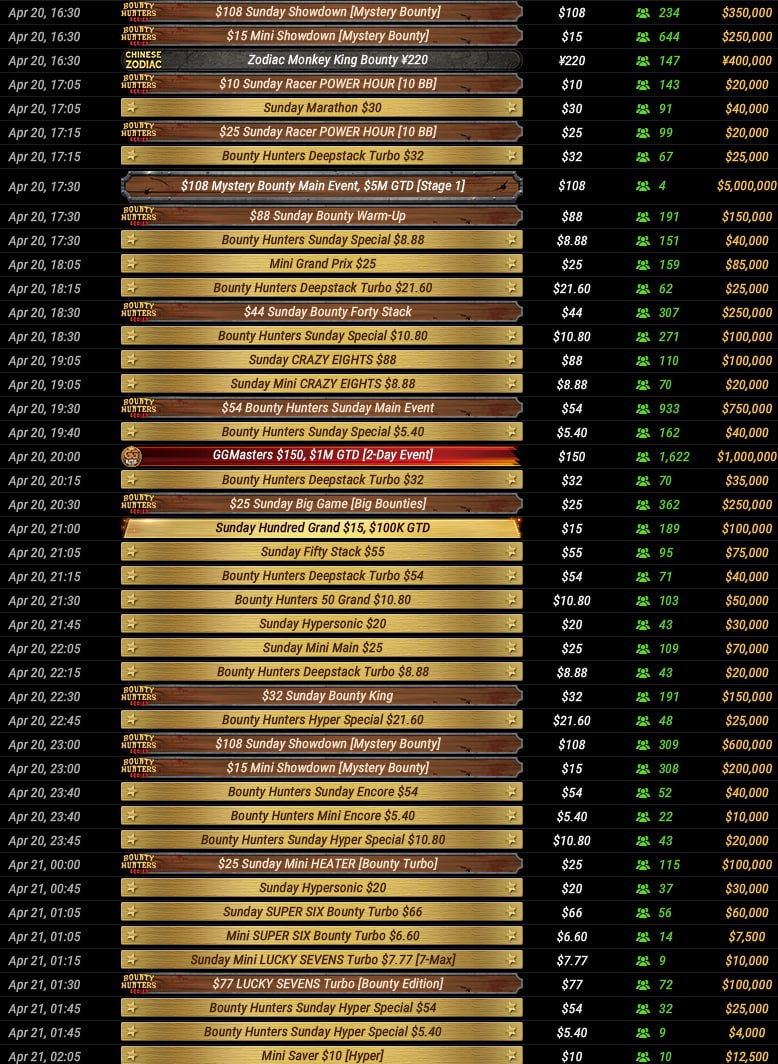 Apr 20, 16:30 BOUNTY HUNTERS $108 Sunday Showdown [Mystery Bounty] $108 234 $350,000
Apr 20, 16:30 BOUNTY HUNTERS $15 Mini Showdown [Mystery Bounty] $15 644 $250,000
Apr 20, 16:30 CHINESE ZODIAC Zodiac Monkey King Bounty ¥220 ¥220 147 ¥400,000
Apr 20, 17:05 BOUNTY HUNTERS $10 Sunday Racer POWER HOUR [10 BB] $10 143 $20,000
Apr 20, 17:05 Sunday Marathon $30 $30 91 $40,000
Apr 20, 17:15 BOUNTY HUNTERS $25 Sunday Racer POWER HOUR [10 BB] $25 99 $20,000
Apr 20, 17:15 Bounty Hunters Deepstack Turbo $32 $32 67 $25,000
Apr 20, 17:30 $108 Mystery Bounty Main Event, $5M GTD [Stage 1] $108 4 $5,000,000
Apr 20, 17:30 BOUNTY HUNTERS $88 Sunday Bounty Warm-Up $88 191 $150,000
Apr 20, 17:30 Bounty Hunters Sunday Special $8.88 $8.88 151 $40,000
Apr 20, 18:05 Mini Grand Prix $25 $25 159 $85,000
Apr 20, 18:15 Bounty Hunters Deepstack Turbo $21.60 $21.60 62 $25,000
Apr 20, 18:30 BOUNTY HUNTERS $44 Sunday Bounty Forty Stack $44 307 $250,000
Apr 20, 18:30 Bounty Hunters Sunday Special $10.80 $10.80 271 $100,000
Apr 20, 19:05 Sunday CRAZY EIGHTS $88 $88 110 $100,000
Apr 20, 19:05 Sunday Mini CRAZY EIGHTS $8.88 $8.88 70 $20,000
Apr 20, 19:30 BOUNTY HUNTERS $54 Bounty Hunters Sunday Main Event $54 933 $750,000
Apr 20, 19:40 Bounty Hunters Sunday Special $5.40 $5.40 162 $40,000
Apr 20, 20:00 GGMasters $150, $1M GTD [2-Day Event] $150 1,622 $1,000,000
Apr 20, 20:15 Bounty Hunters Deepstack Turbo $32 $32 70 $35,000
Apr 20, 20:30 BOUNTY HUNTERS $25 Sunday Big Game [Big Bounties] $25 362 $250,000
Apr 20, 21:00 Sunday Hundred Grand $15, $100K GTD $15 189 $100,000
Apr 20, 21:05 Sunday Fifty Stack $55 $55 95 $75,000
Apr 20, 21:15 Bounty Hunters Deepstack Turbo $54 $54 71 $40,000
Apr 20, 21:30 Bounty Hunters 50 Grand $10.80 $10.80 103 $50,000
Apr 20, 21:45 Sunday Hypersonic $20 $20 43 $30,000
Apr 20, 22:05 Sunday Mini Main $25 $25 109 $70,000
Apr 20, 22:15 Bounty Hunters Deepstack Turbo $8.88 $8.88 43 $20,000
Apr 20, 22:30 BOUNTY HUNTERS $32 Sunday Bounty King $32 191 $150,000
Apr 20, 22:45 Bounty Hunters Hyper Special $21.60 $21.60 48 $25,000
Apr 20, 23:00 BOUNTY HUNTERS $108 Sunday Showdown [Mystery Bounty] $108 309 $600,000
Apr 20, 23:00 BOUNTY HUNTERS $15 Mini Showdown [Mystery Bounty] $15 308 $200,000
Apr 20, 23:40 Bounty Hunters Sunday Encore $54 $54 52 $40,000
Apr 20, 23:40 Bounty Hunters Mini Encore $5.40 $5.40 22 $10,000
Apr 20, 23:45 Bounty Hunters Sunday Hyper Special $10.80 $10.80 43 $20,000
Apr 21, 00:00 BOUNTY HUNTERS $25 Sunday Mini HEATER [Bounty Turbo] $25 115 $100,000
Apr 21, 00:45 Sunday Hypersonic $20 $20 37 $30,000
Apr 21, 01:05 Sunday SUPER SIX Bounty Turbo $66 $66 56 $60,000
Apr 21, 01:05 Mini SUPER SIX Bounty Turbo $6.60 $6.60 14 $7,500
Apr 21, 01:15 Sunday Mini LUCKY SEVENS Turbo $7.77 [7-Max] $7.77 9 $10,000
Apr 21, 01:30 BOUNTY HUNTERS $77 LUCKY SEVENS Turbo [Bounty Edition] $77 72 $100,000
Apr 21, 01:45 Bounty Hunters Sunday Hyper Special $54 $54 32 $25,000
Apr 21, 01:45 Bounty Hunters Sunday Hyper Special $5.40 $5.40 9 $4,000
Apr 21, 02:05 Mini Saver $10 [Hyper] $10 10 $12,500